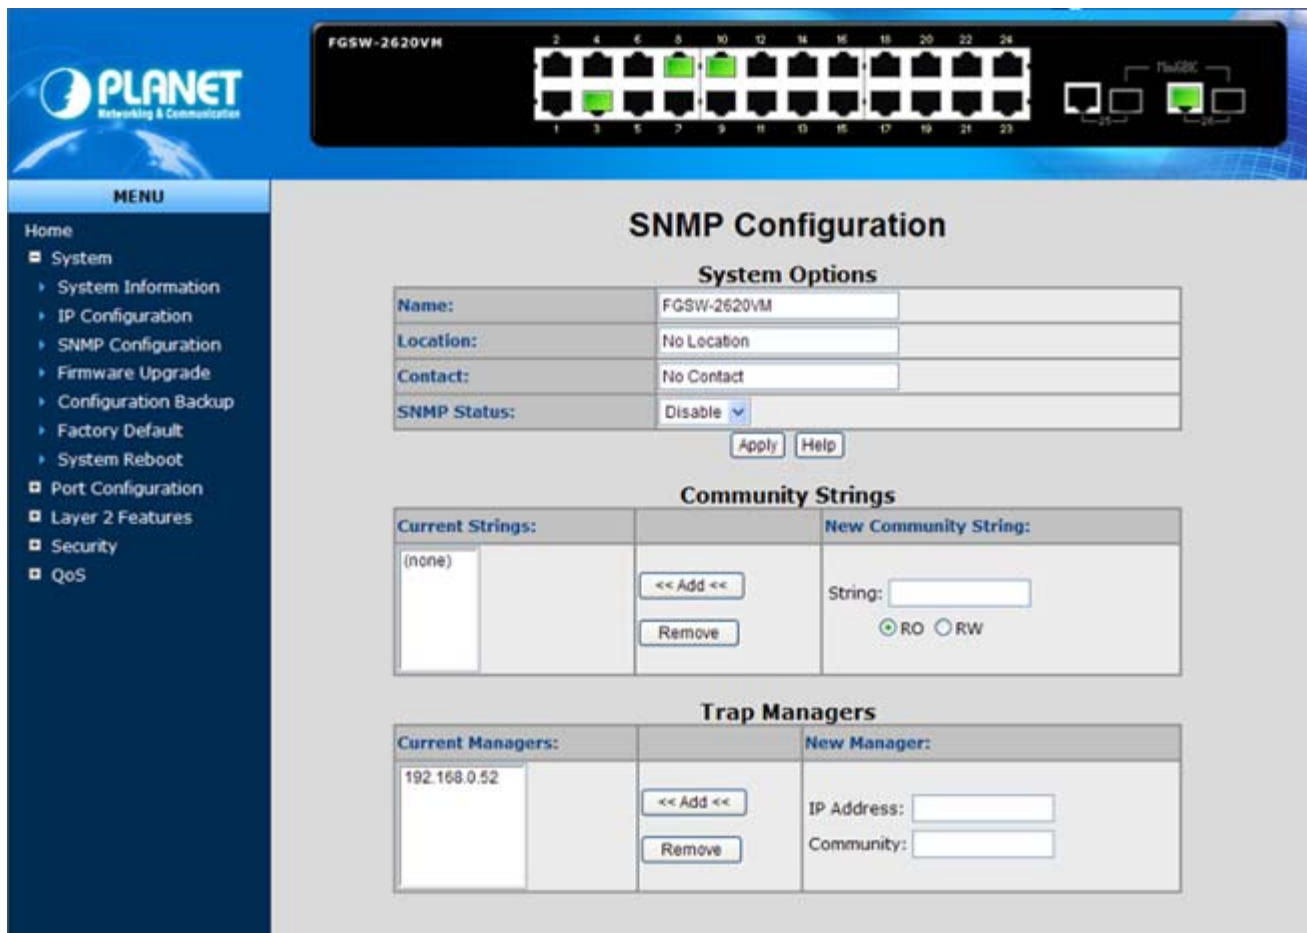 FGSW-2620VM
2 4 6 8 10 12 14 16 18 20 22 24
MiniGBIC
PLANET
Networking & Communication
25 26
1 3 5 7 9 11 13 15 17 19 21 23
MENU
Home
System
System Information
IP Configuration
SNMP Configuration
Firmware Upgrade
Configuration Backup
Factory Default
System Reboot
Port Configuration
Layer 2 Features
Security
QoS
SNMP Configuration
System Options
Name: FGSW-2620VM
Location: No Location
Contact: No Contact
SNMP Status: Disable
Apply Help
Community Strings
Current Strings: New Community String:
(none)
<< Add << String:
Remove RO RW
Trap Managers
Current Managers: New Manager:
192.168.0.52
<< Add << IP Address:
Remove Community: